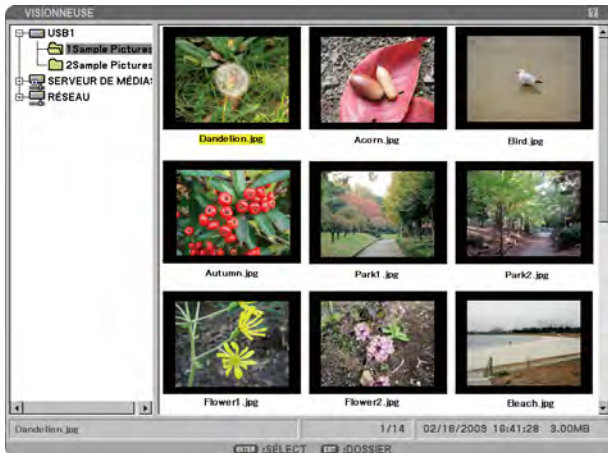 VISIONNEUSE
USB1
1Sample Pictures
2Sample Pictures
SERVEUR DE MÉDIAS
RÉSEAU
Dandelion.jpg
Acorn.jpg
Bird.jpg
Autumn.jpg
Park1.jpg
Park2.jpg
Flower1.jpg
Flower2.jpg
Beach.jpg
Dandelion.jpg
1/14
02/18/2009 16:41:28
3.00MB
:SÉLECT
:DOSSIER